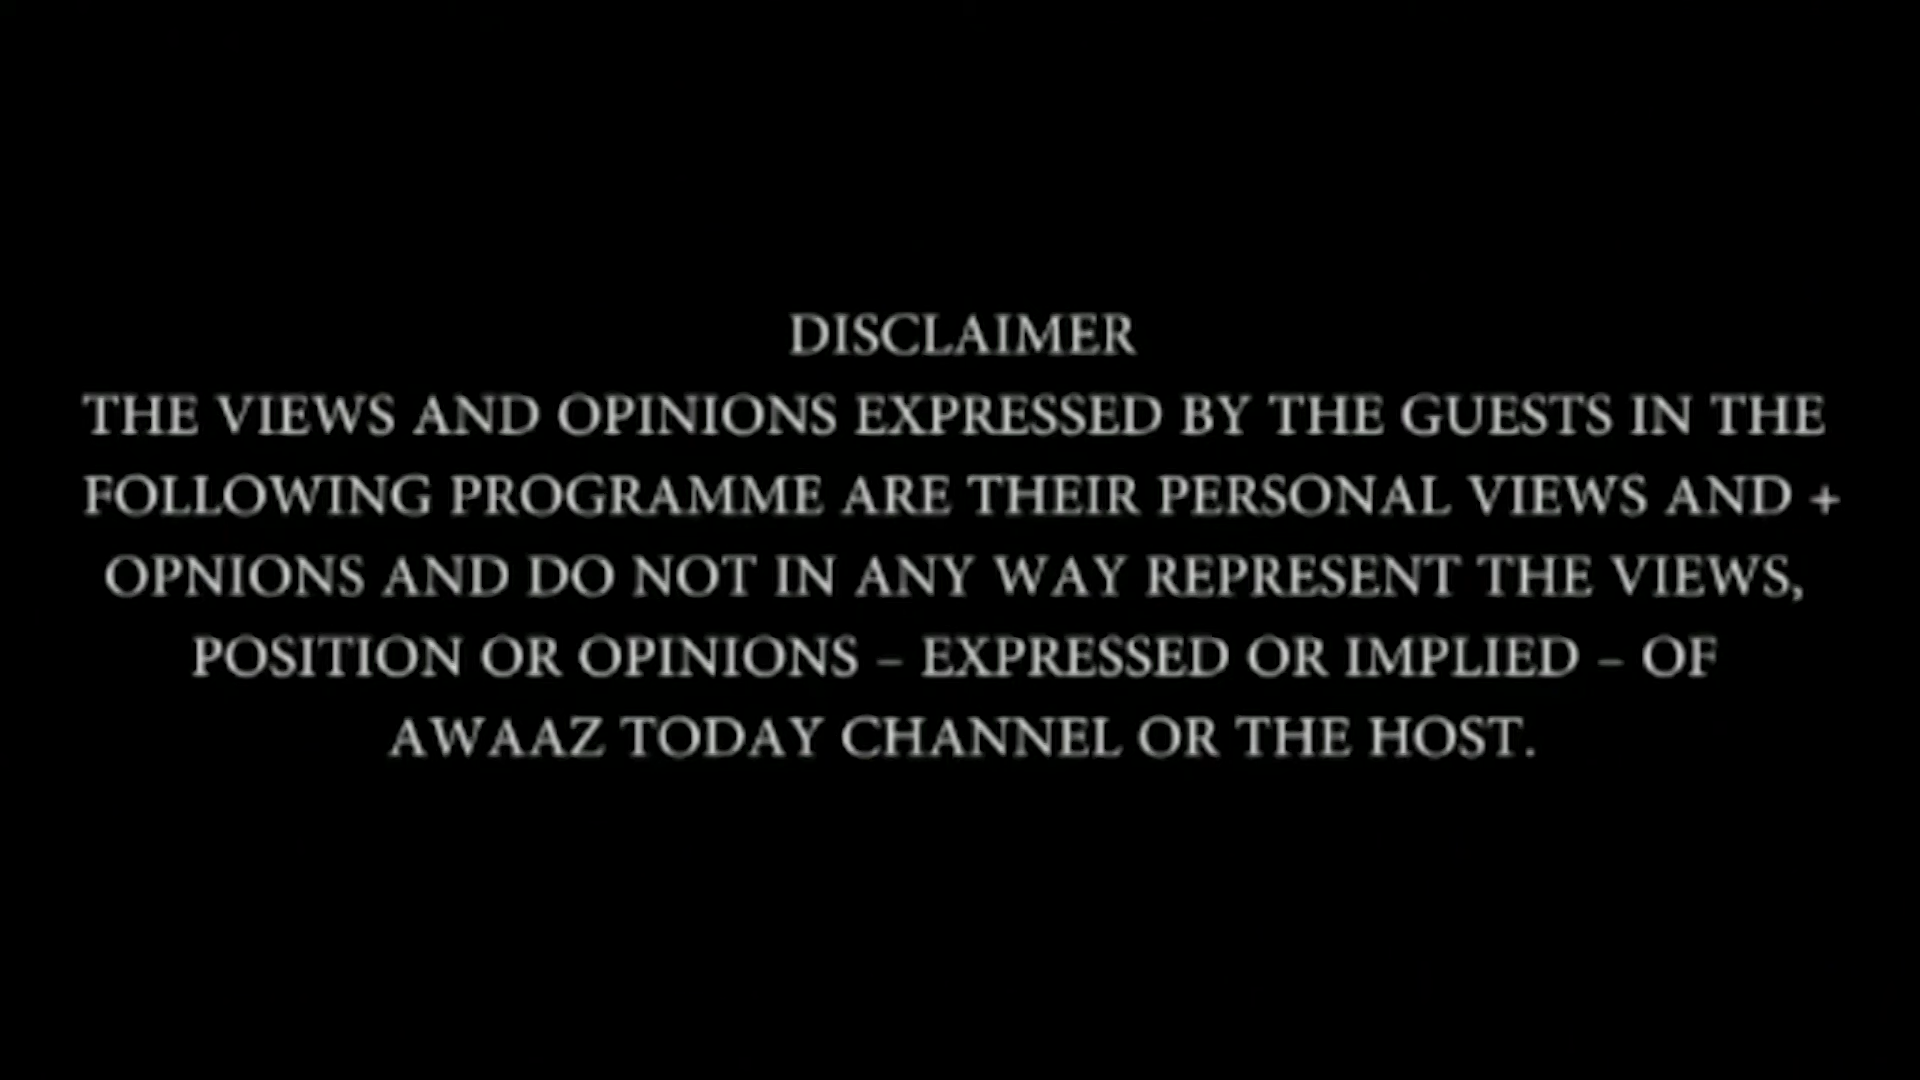 DISCLAIMER
THE VIEWS AND OPINIONS EXPRESSED BY THE GUESTS IN THE
FOLLOWING PROGRAMME ARE THEIR PERSONAL VIEWS AND +
OPNIONS AND DO NOT IN ANY WAY REPRESENT THE VIEWS,
POSITION OR OPINIONS – EXPRESSED OR IMPLIED – OF
AWAAZ TODAY CHANNEL OR THE HOST.